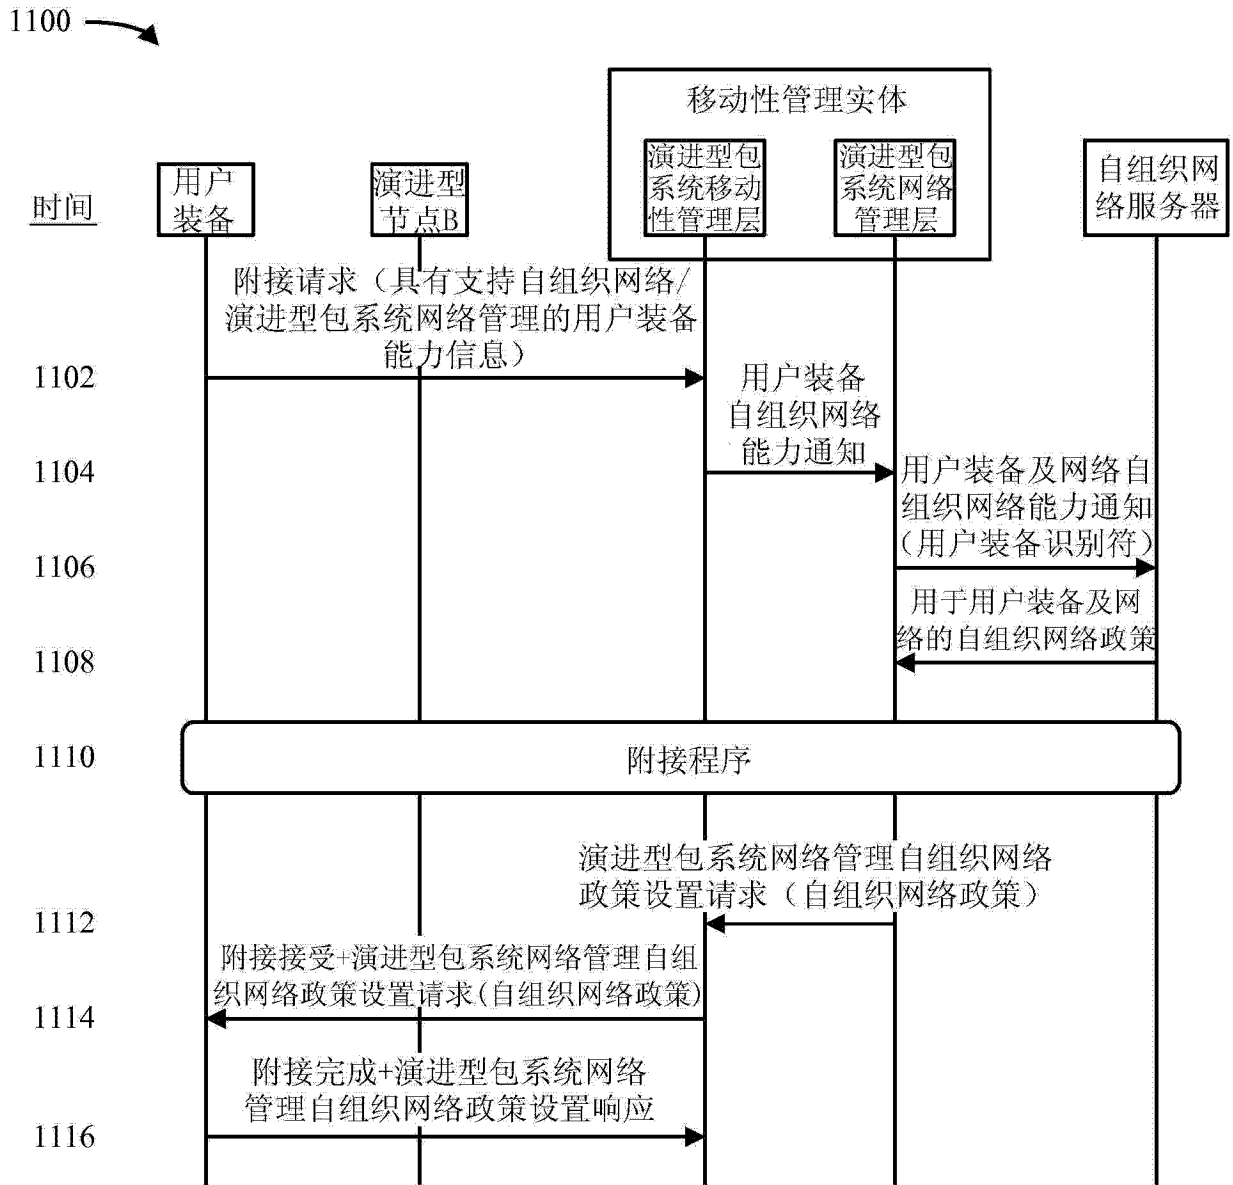 1100
移动性管理实体
时间
用户
装备
演进型
节点B
演进型包
系统移动
性管理层
演进型包
系统网络
管理层
自组织网
络服务器
附接请求（具有支持自组织网络/
演进型包系统网络管理的用户装备
能力信息）
1102
用户装备
自组织网络
能力通知
1104
用户装备及网络自
组织网络能力通知
（用户装备识别符）
1106
用于用户装备及网
络的自组织网络政策
1108
1110
附接程序
演进型包系统网络管理自组织网络
政策设置请求（自组织网络政策）
1112
附接接受+演进型包系统网络管理自组
织网络政策设置请求(自组织网络政策)
1114
附接完成+演进型包系统网络
管理自组织网络政策设置响应
1116